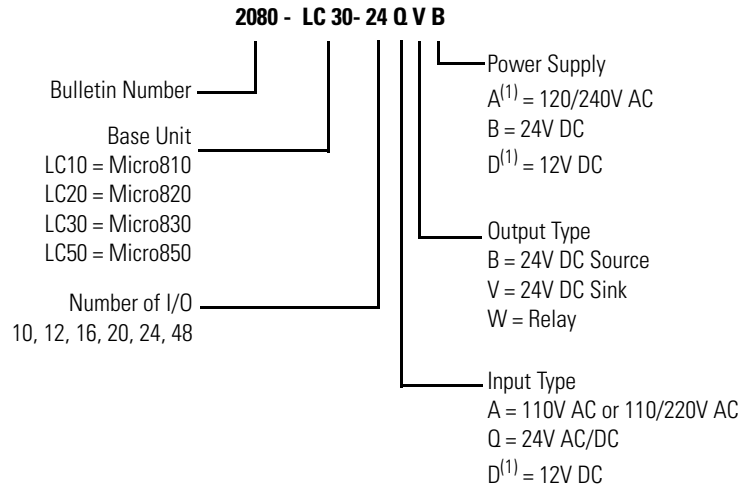 2080 - LC 30- 24 Q V B
Bulletin Number
Base Unit
LC10 = Micro810
LC20 = Micro820
LC30 = Micro830
LC50 = Micro850
Number of I/O
10, 12, 16, 20, 24, 48
Power Supply
A(1) = 120/240V AC
B = 24V DC
D(1) = 12V DC
Output Type
B = 24V DC Source
V = 24V DC Sink
W = Relay
Input Type
A = 110V AC or 110/220V AC
Q = 24V AC/DC
D(1) = 12V DC